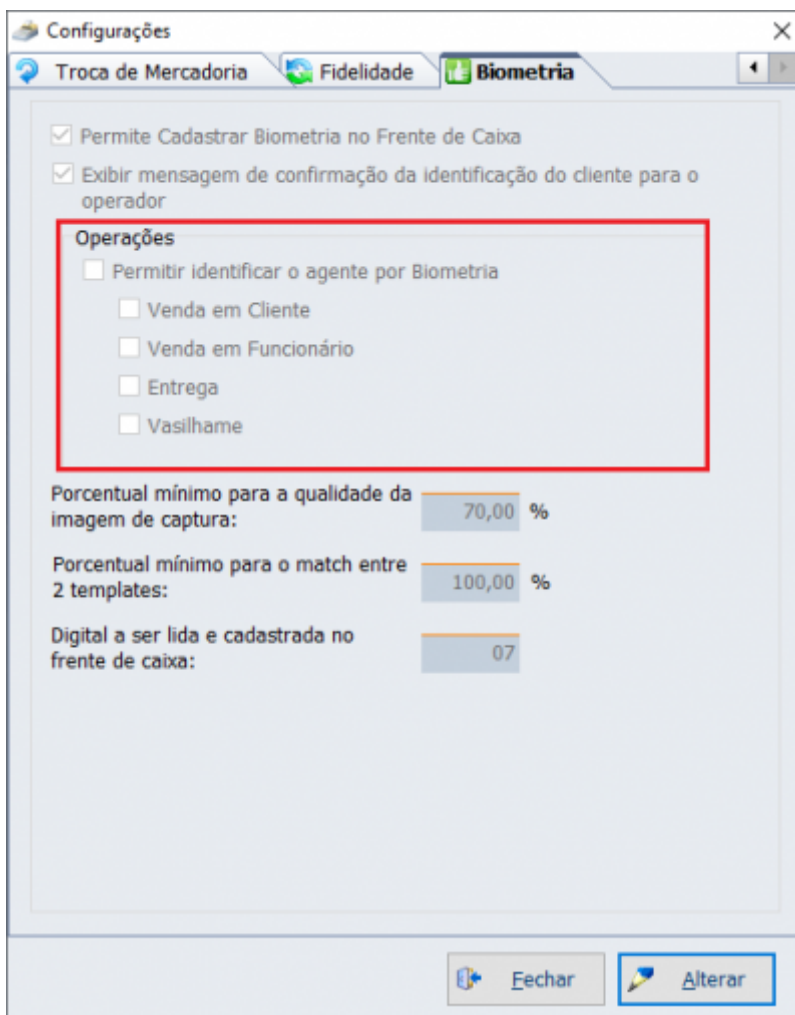 Configurações
Troca de Mercadoria Fidelidade Biometria
Permite Cadastrar Biometria no Frente de Caixa
Exibir mensagem de confirmação da identificação do cliente para o
operador
Operações
Permitir identificar o agente por Biometria
Venda em Cliente
Venda em Funcionário
Entrega
Vasilhame
Porcentual mínimo para a qualidade da
imagem de captura: 70,00 %
Porcentual mínimo para o match entre
2 templates: 100,00 %
Digital a ser lida e cadastrada no
frente de caixa: 07
Fechar Alterar